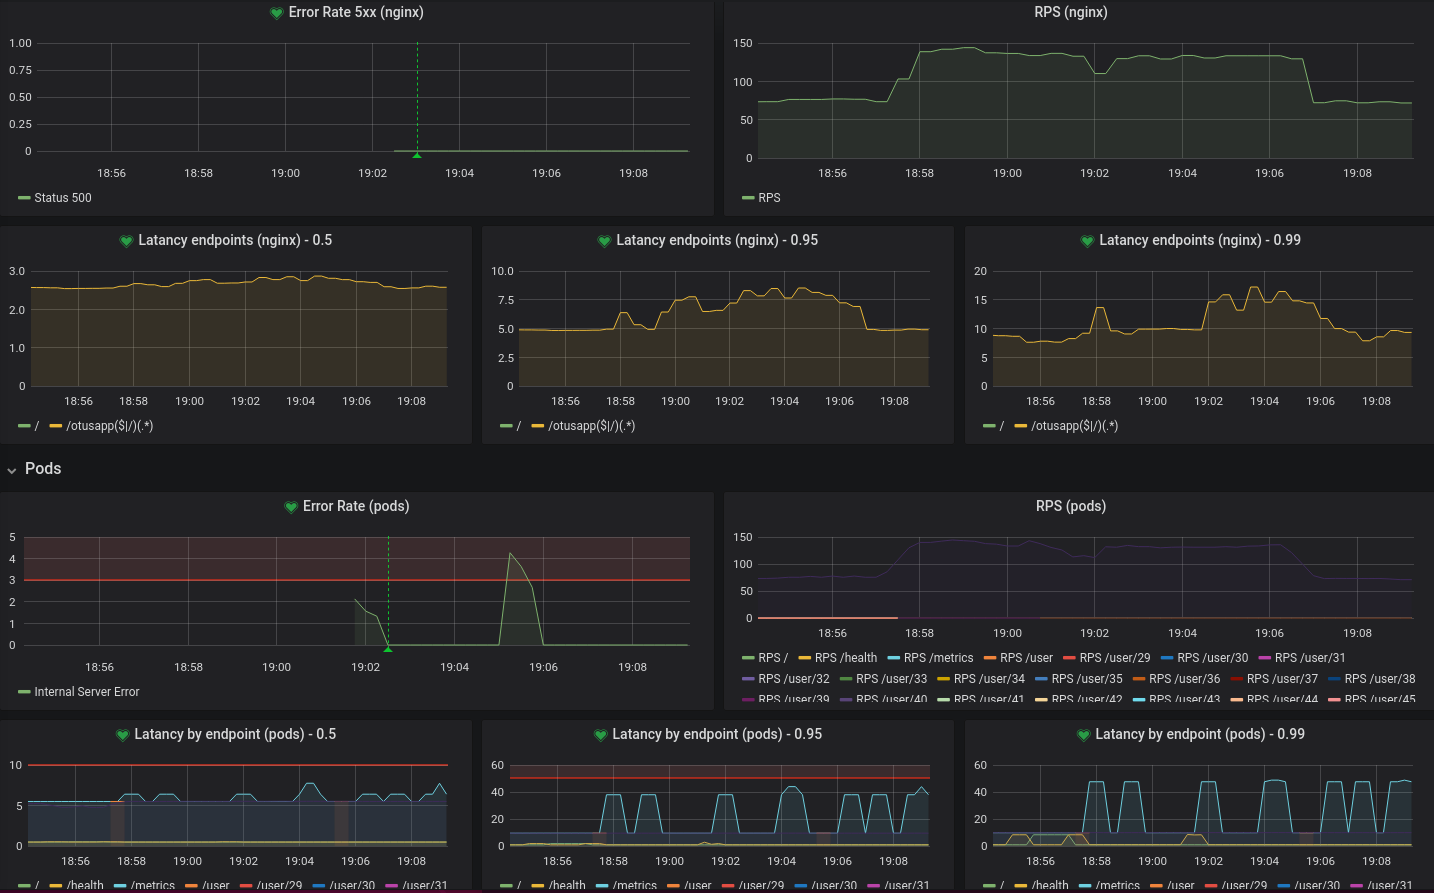 Error Rate 5xx (nginx)
1.00
0.75
0.50
0.25
0
18:56 18:58 19:00 19:02 19:04 19:06 19:08
Status 500
RPS (nginx)
150
100
50
0
18:56 18:58 19:00 19:02 19:04 19:06 19:08
RPS
Latancy endpoints (nginx) - 0.5
3.0
2.0
1.0
0
18:56 18:58 19:00 19:02 19:04 19:06 19:08
/ /otusapp($|/)(.*)
Latancy endpoints (nginx) - 0.95
10.0
7.5
5.0
2.5
0
18:56 18:58 19:00 19:02 19:04 19:06 19:08
/ /otusapp($|/)(.*)
Latancy endpoints (nginx) - 0.99
20
15
10
5
0
18:56 18:58 19:00 19:02 19:04 19:06 19:08
/ /otusapp($|/)(.*)
Pods
Error Rate (pods)
5
4
3
2
1
0
18:56 18:58 19:00 19:02 19:04 19:06 19:08
Internal Server Error
RPS (pods)
150
100
50
0
18:56 18:58 19:00 19:02 19:04 19:06 19:08
RPS / RPS /health RPS /metrics RPS /user RPS /user/29 RPS /user/30 RPS /user/31
RPS /user/32 RPS /user/33 RPS /user/34 RPS /user/35 RPS /user/36 RPS /user/37 RPS /user/38
RPS /user/39 RPS /user/40 RPS /user/41 RPS /user/42 RPS /user/43 RPS /user/44 RPS /user/45
Latancy by endpoint (pods) - 0.5
10
5
0
18:56 18:58 19:00 19:02 19:04 19:06 19:08
/ /health /metrics /user /user/29 /user/30 /user/31
Latancy by endpoint (pods) - 0.95
60
40
20
0
18:56 18:58 19:00 19:02 19:04 19:06 19:08
/ /health /metrics /user /user/29 /user/30 /user/31
Latancy by endpoint (pods) - 0.99
60
40
20
0
18:56 18:58 19:00 19:02 19:04 19:06 19:08
/ /health /metrics /user /user/29 /user/30 /user/31